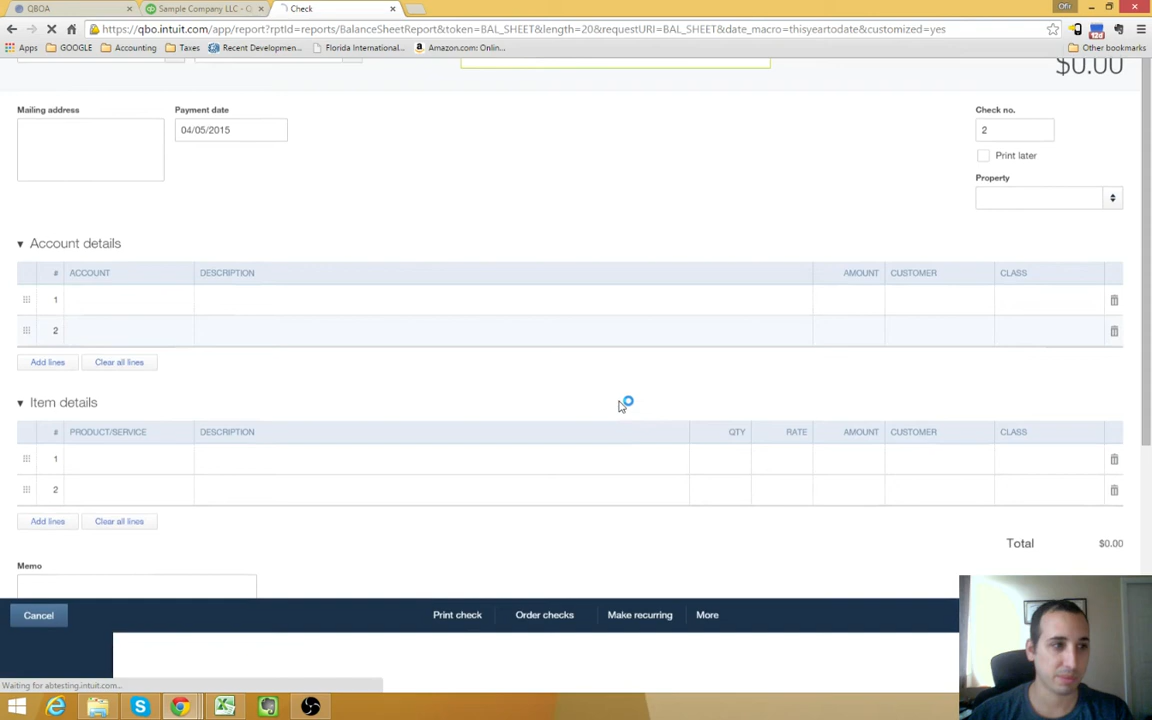 QBOA
Sample Company LLC - Q
Check
Ofir
https://qbo.intuit.com/app/report?rptId=reports/BalanceSheetReport&token=BAL_SHEET&length=20&requestURI=BAL_SHEET&date_macro=thisyeartodate&customized=yes
Apps GOOGLE Accounting Taxes Recent Developmen... Florida International... Amazon.com: Onlin... Other bookmarks
$0.00
Mailing address Payment date Check no.
04/05/2015 2
Print later
Property
Account details
# ACCOUNT DESCRIPTION AMOUNT CUSTOMER CLASS
1
2
Add lines Clear all lines
Item details
# PRODUCT/SERVICE DESCRIPTION QTY RATE AMOUNT CUSTOMER CLASS
1
2
Add lines Clear all lines
Total $0.00
Memo
Cancel Print check Order checks Make recurring More
Waiting for abtesting.intuit.com...